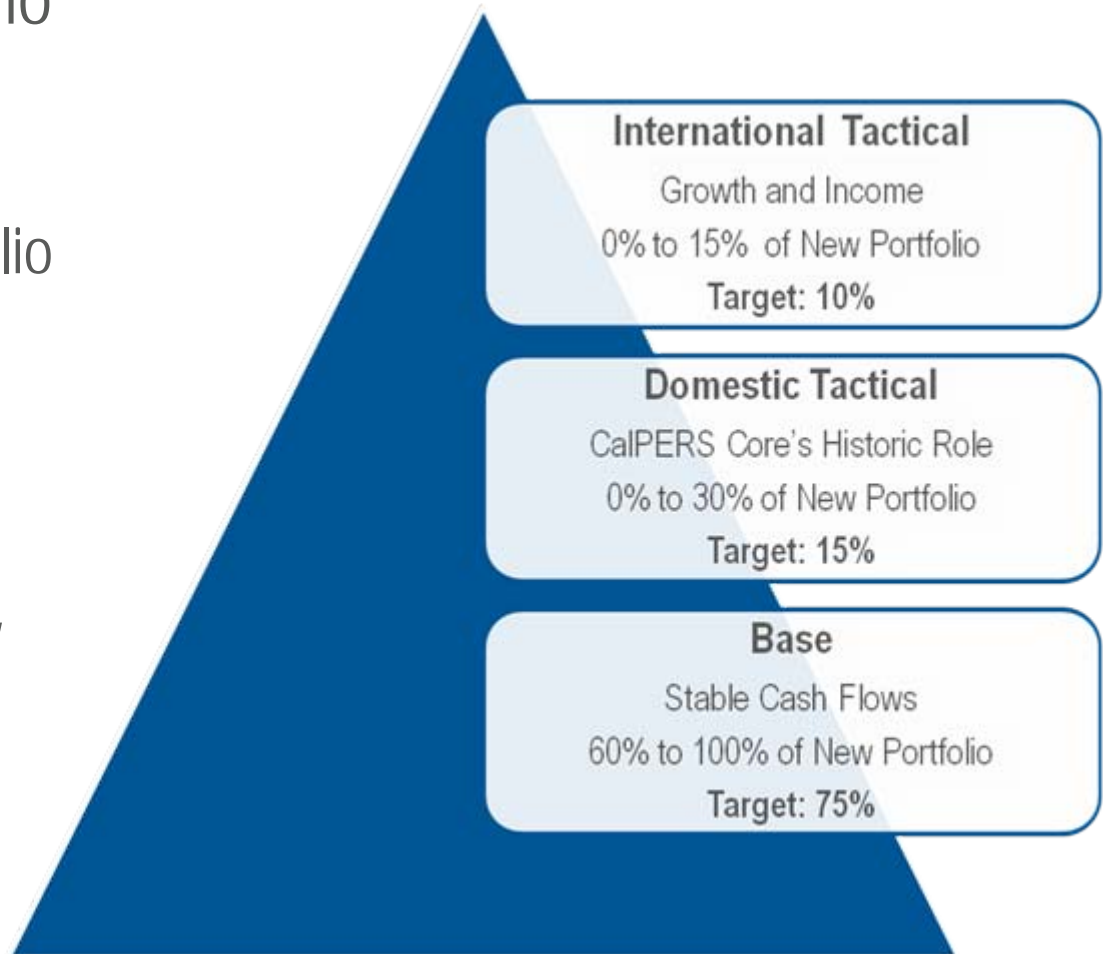 International Tactical
Growth and Income
0% to 15% of New Portfolio
Target: 10%
Domestic Tactical
CalPERS Core's Historic Role
0% to 30% of New Portfolio
Target: 15%
Base
Stable Cash Flows
60% to 100% of New Portfolio
Target: 75%